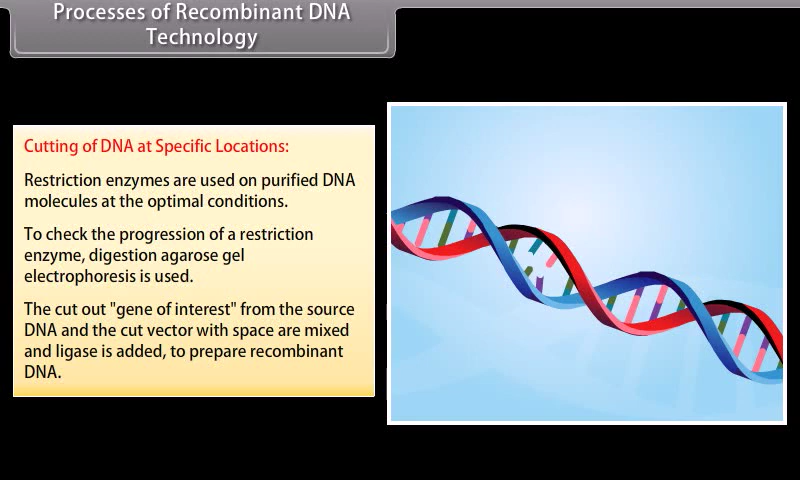 Processes of Recombinant DNA
Technology
Cutting of DNA at Specific Locations:
Restriction enzymes are used on purified DNA
molecules at the optimal conditions.
To check the progression of a restriction
enzyme, digestion agarose gel
electrophoresis is used.
The cut out "gene of interest" from the source
DNA and the cut vector with space are mixed
and ligase is added, to prepare recombinant
DNA.